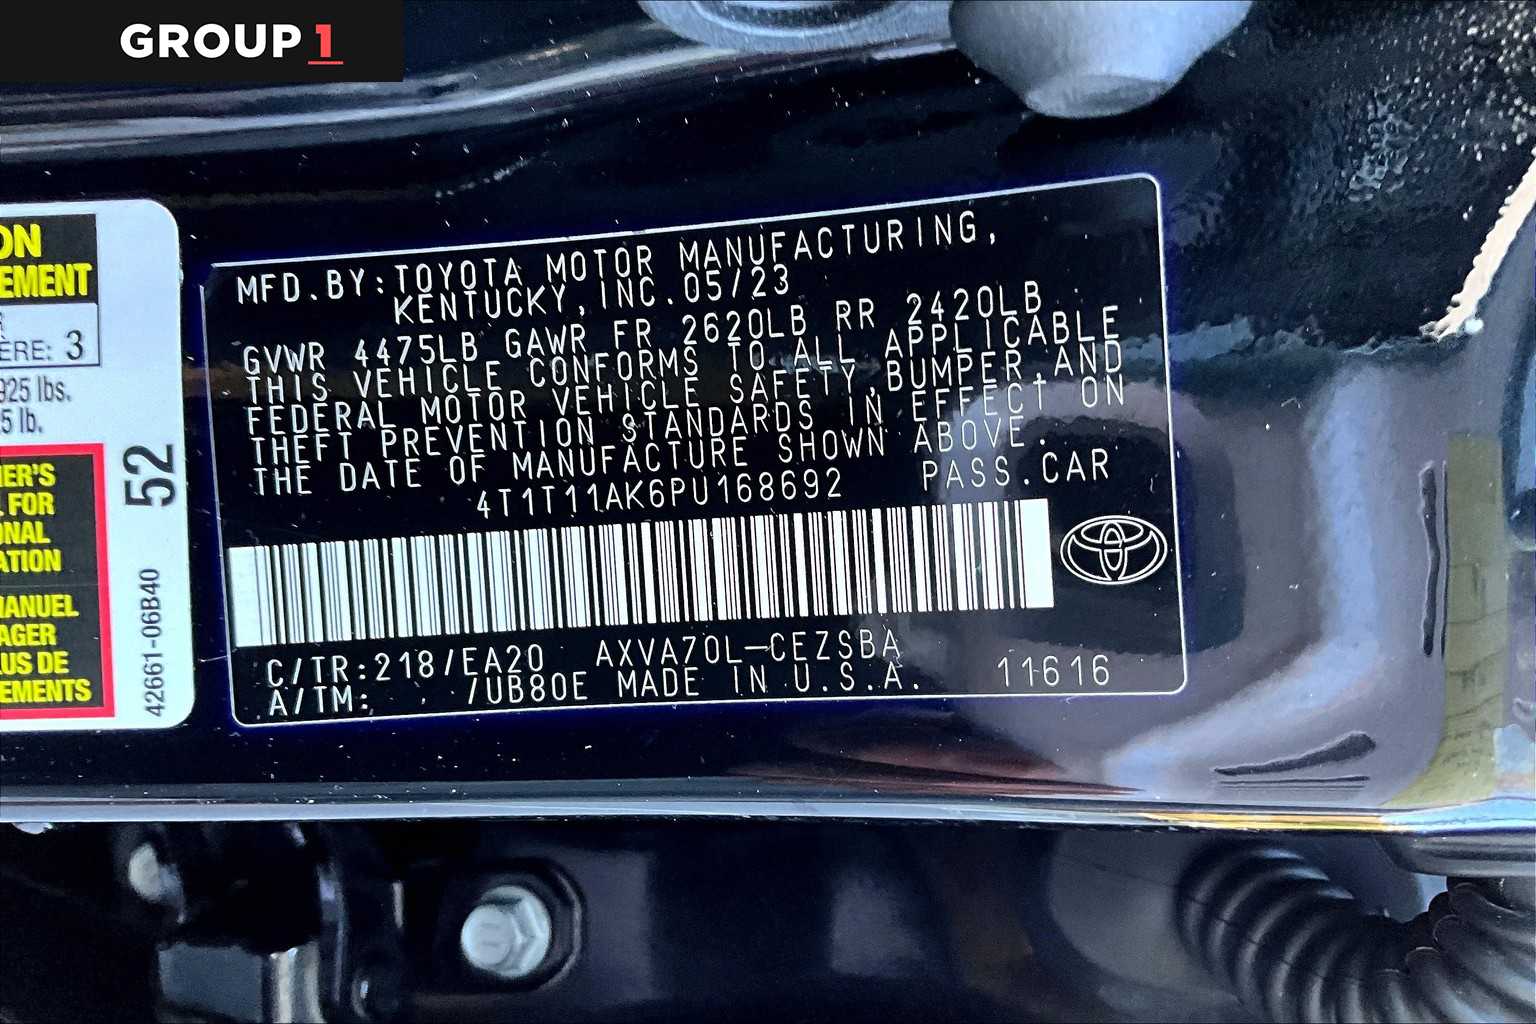 GROUP 1
MFD.BY:TOYOTA MOTOR MANUFACTURING,
KENTUCKY, INC.05/23
GVWR 4475LB GAWR FR 2620LB RR 2420LB
THIS VEHICLE CONFORMS TO ALL APPLICABLE
FEDERAL MOTOR VEHICLE SAFETY,BUMPER,AND
THEFT PREVENTION STANDARDS IN EFFECT ON
THE DATE OF MANUFACTURE SHOWN ABOVE.
4T1T11AK6PU168692 PASS.CAR
C/TR:218/EA20 AXVA70L-CEZSBA
A/TM: /UB80E MADE IN U.S.A. 11616
ON
EMENT
ÈRE: 3
925 lbs.
5 lb.
NER'S
L FOR
ONAL
ATION
MANUEL
AGER
LUS DE
EMENTS
52
42661-06B40